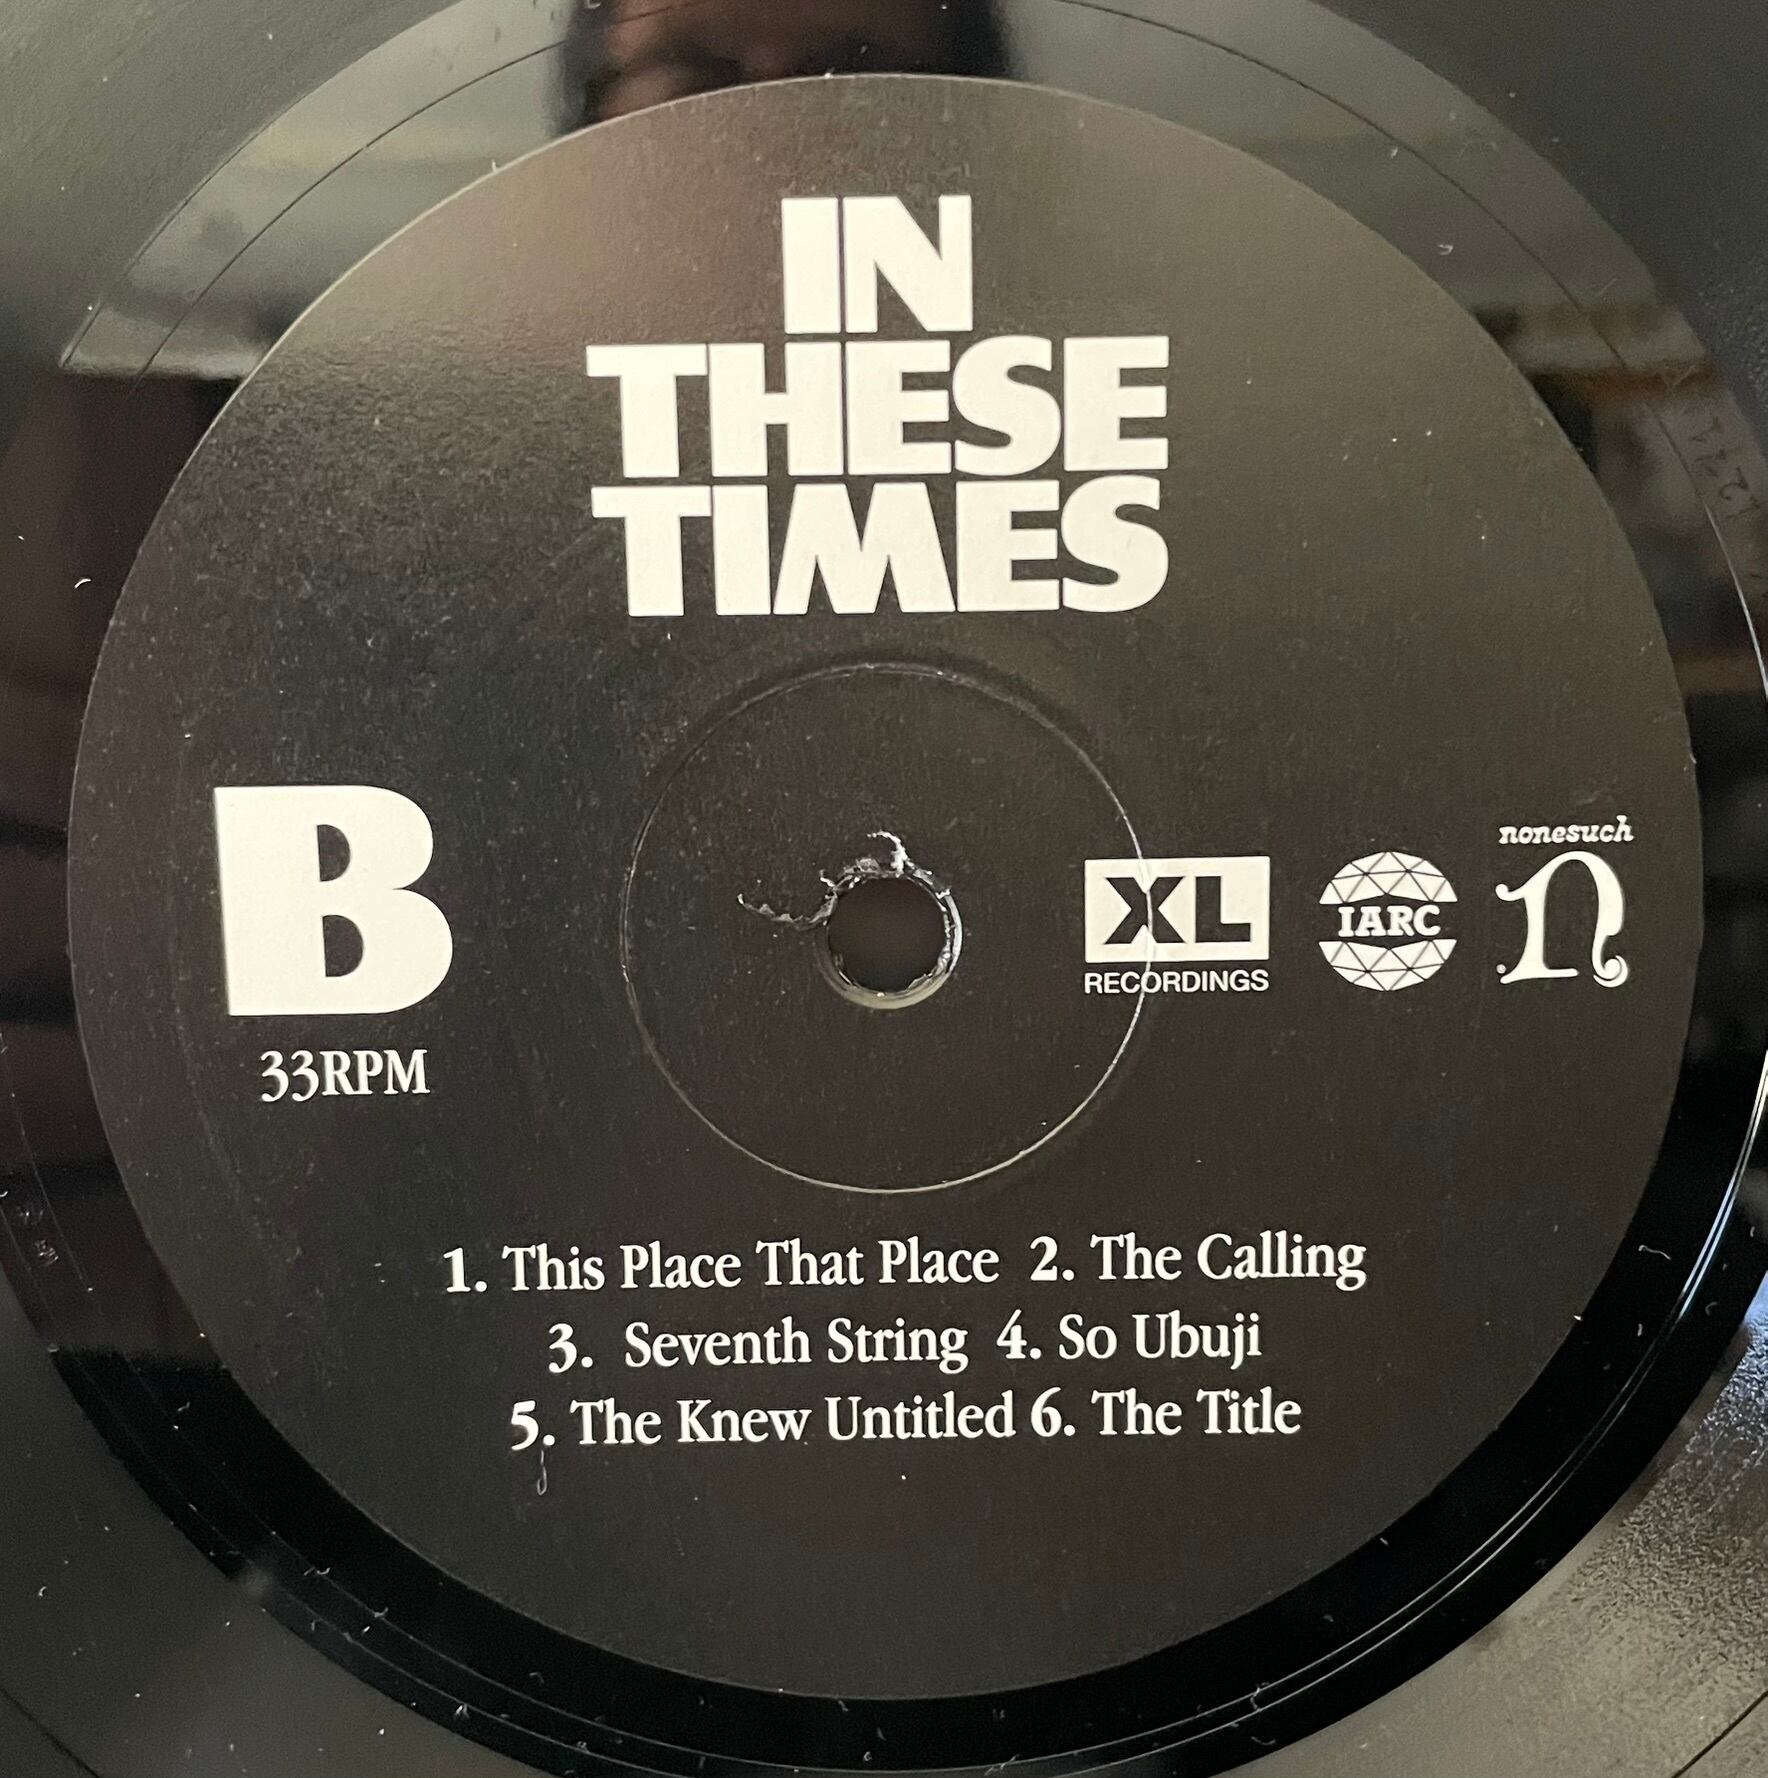 IN
THESE
TIMES
B
33RPM
XL
RECORDINGS
IARC
nonesuch
n
1. This Place That Place 2. The Calling
3. Seventh String 4. So Ubuji
5. The Knew Untitled 6. The Title